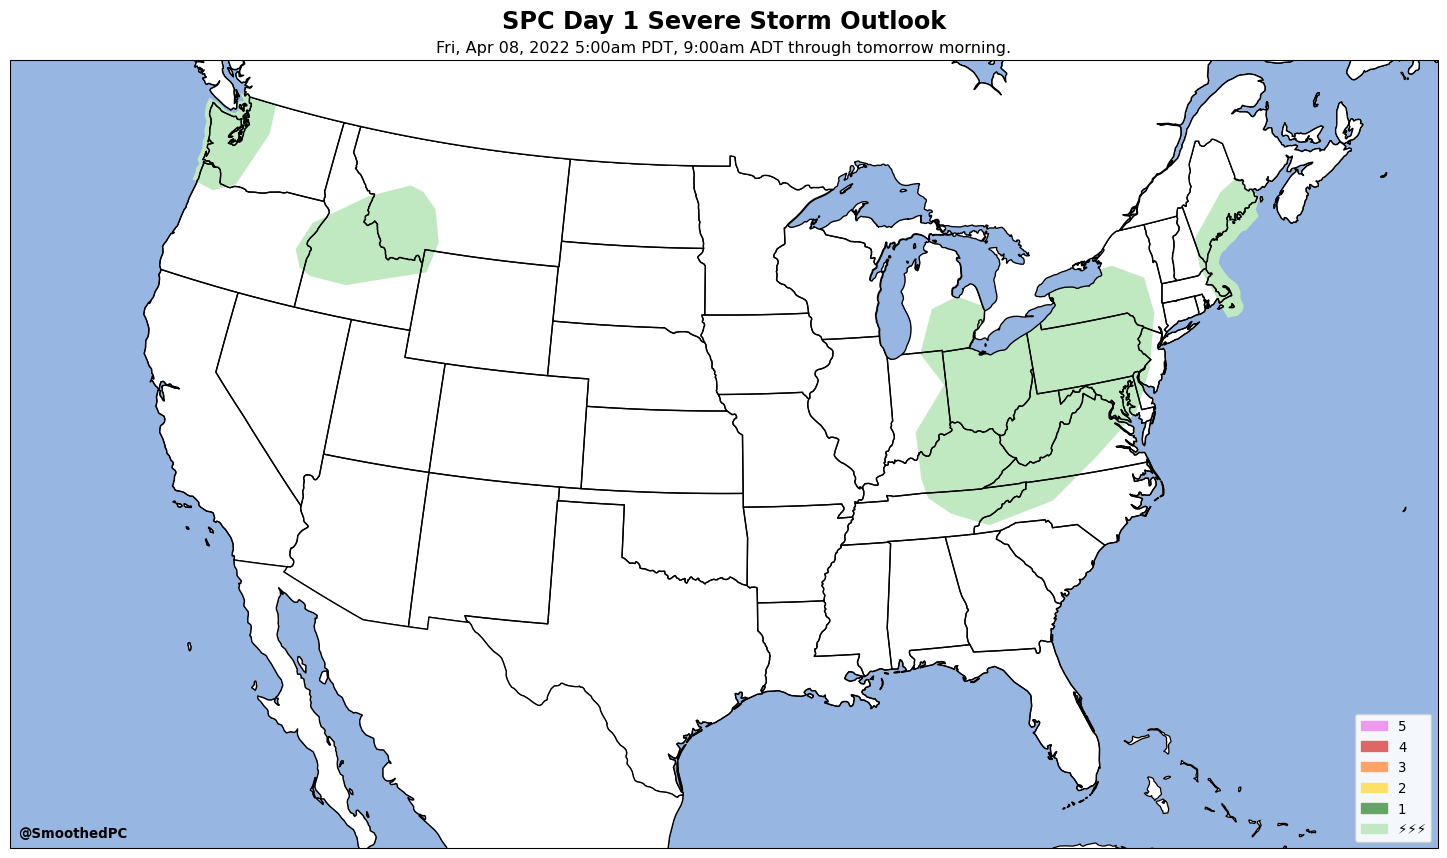 SPC Day 1 Severe Storm Outlook
Fri, Apr 08, 2022 5:00am PDT, 9:00am ADT through tomorrow morning.
5
4
3
2
1
⚡⚡⚡
@SmoothedPC